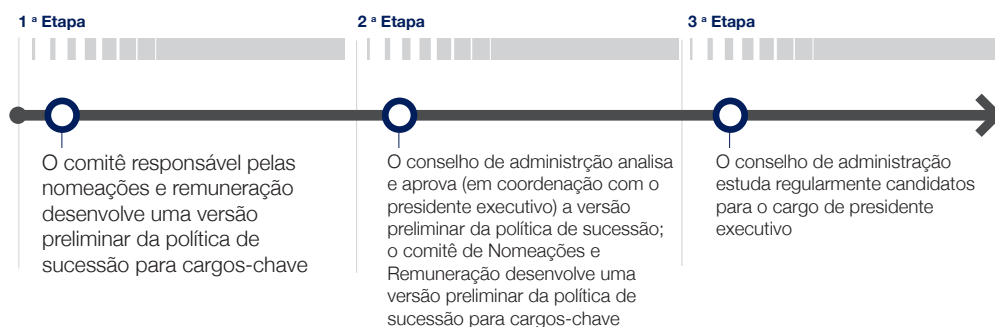 1 ª Etapa
O comitê responsável pelas
nomeações e remuneração
desenvolve uma versão
preliminar da política de
sucessão para cargos-chave
2 ª Etapa
O conselho de administrção analisa
e aprova (em coordenação com o
presidente executivo) a versão
preliminar da política de sucessão;
o comitê de Nomeações e
Remuneração desenvolve uma
versão preliminar da política de
sucessão para cargos-chave
3 ª Etapa
O conselho de administração
estuda regularmente candidatos
para o cargo de presidente
executivo